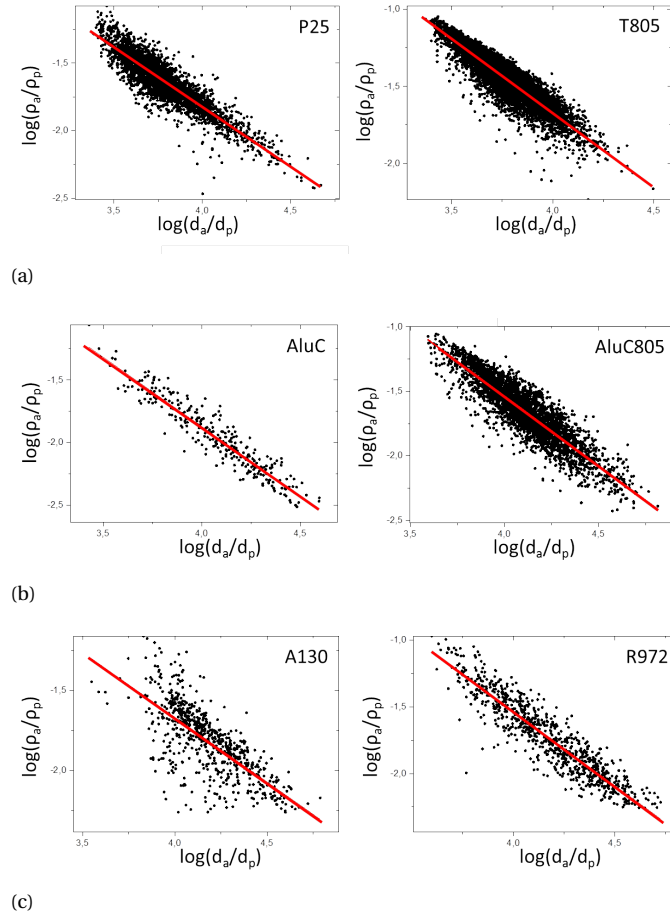 P25
log(ρa/ρp)
-1,5
-2,0
-2,5
3,5 4,0 4,5
log(da/dp)
T805
log(ρa/ρp)
-1,0
-1,5
-2,0
3,5 4,0 4,5
log(da/dp)
(a)
AluC
log(ρa/ρp)
-1,5
-2,0
-2,5
3,5 4,0 4,5
log(da/dp)
AluC805
log(ρa/ρp)
-1,0
-1,5
-2,0
-2,5
3,5 4,0 4,5
log(da/dp)
(b)
A130
log(ρa/ρp)
-1,5
-2,0
3,5 4,0 4,5
log(da/dp)
R972
log(ρa/ρp)
-1,0
-1,5
-2,0
4,0 4,5
log(da/dp)
(c)